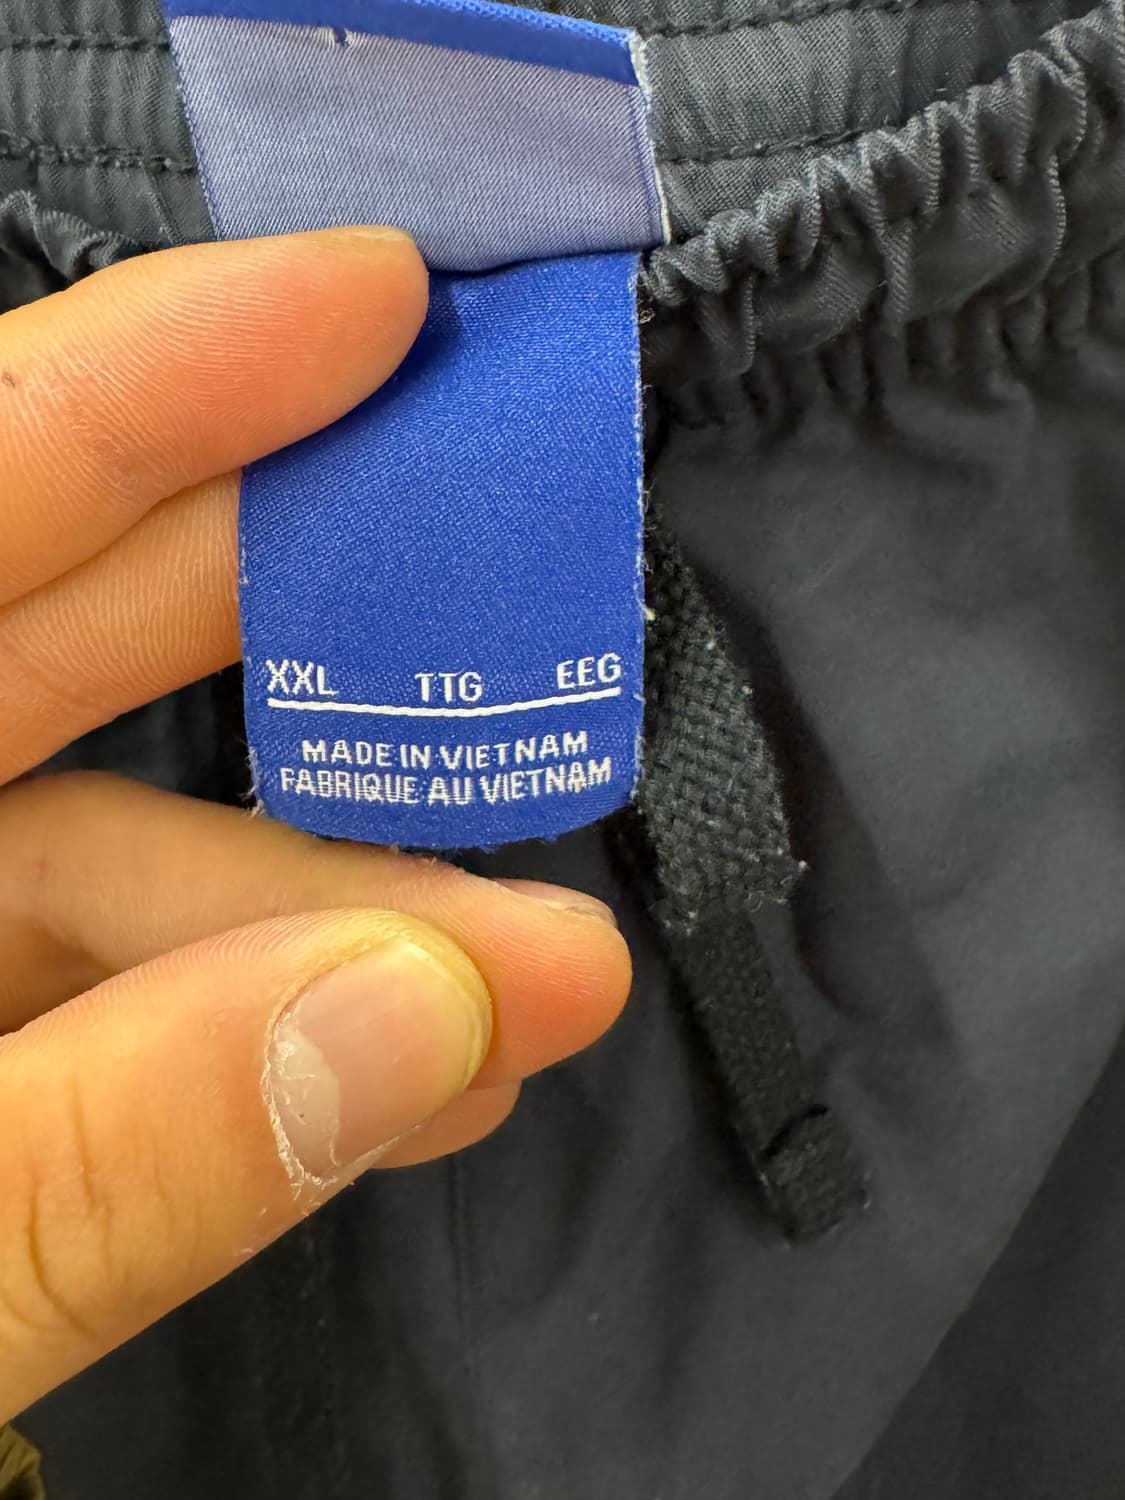 XXL TTG EEG
MADE IN VIETNAM
FABRIQUE AU VIETNAM